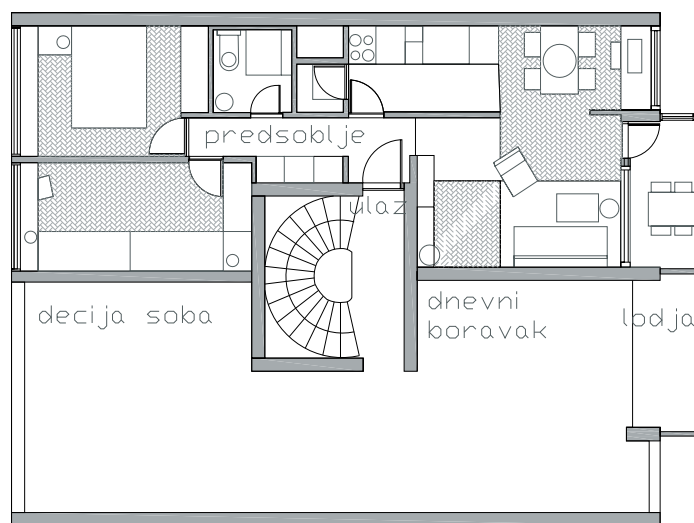 predsoblje
ulaz
decija soba
dnevni
boravak
lodja